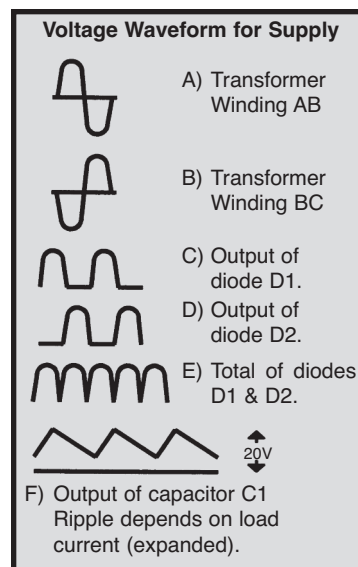 Voltage Waveform for Supply
A) Transformer
Winding AB
B) Transformer
Winding BC
C) Output of
diode D1.
D) Output of
diode D2.
E) Total of diodes
D1 & D2.
20V
F) Output of capacitor C1
Ripple depends on load
current (expanded).